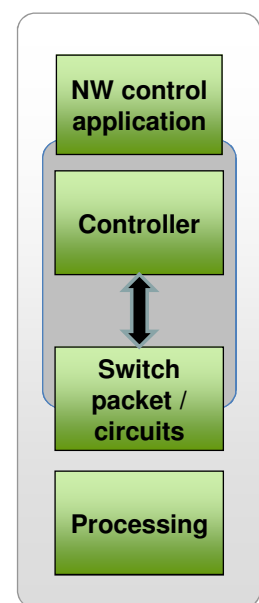 NW control
application
Controller
Switch
packet /
circuits
Processing